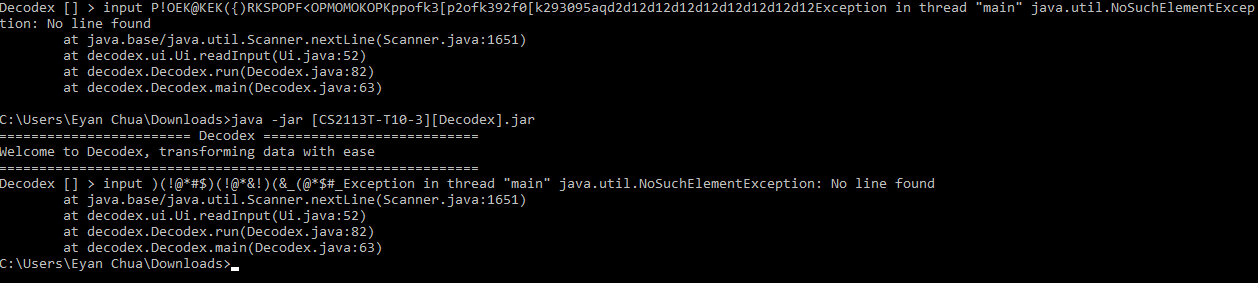 Decodex [] > input P!OEK@KEK({)RKSPOPF<OPMOMOKOPKppofk3[p2ofk392f0[k293095aqd2d12d12d12d12d12d12d12d12Exception in thread "main" java.util.NoSuchElementExcep
tion: No line found
at java.base/java.util.Scanner.nextLine(Scanner.java:1651)
at decodex.ui.Ui.readInput(Ui.java:52)
at decodex.Decodex.run(Decodex.java:82)
at decodex.Decodex.main(Decodex.java:63)
C:\Users\Eyan Chua\Downloads>java -jar [CS2113T-T10-3][Decodex].jar
======================== Decodex ===========================
Welcome to Decodex, transforming data with ease
============================================================
Decodex [] > input )(!@*#$)(!@*&!)(&_(@*$#_Exception in thread "main" java.util.NoSuchElementException: No line found
at java.base/java.util.Scanner.nextLine(Scanner.java:1651)
at decodex.ui.Ui.readInput(Ui.java:52)
at decodex.Decodex.run(Decodex.java:82)
at decodex.Decodex.main(Decodex.java:63)
C:\Users\Eyan Chua\Downloads>